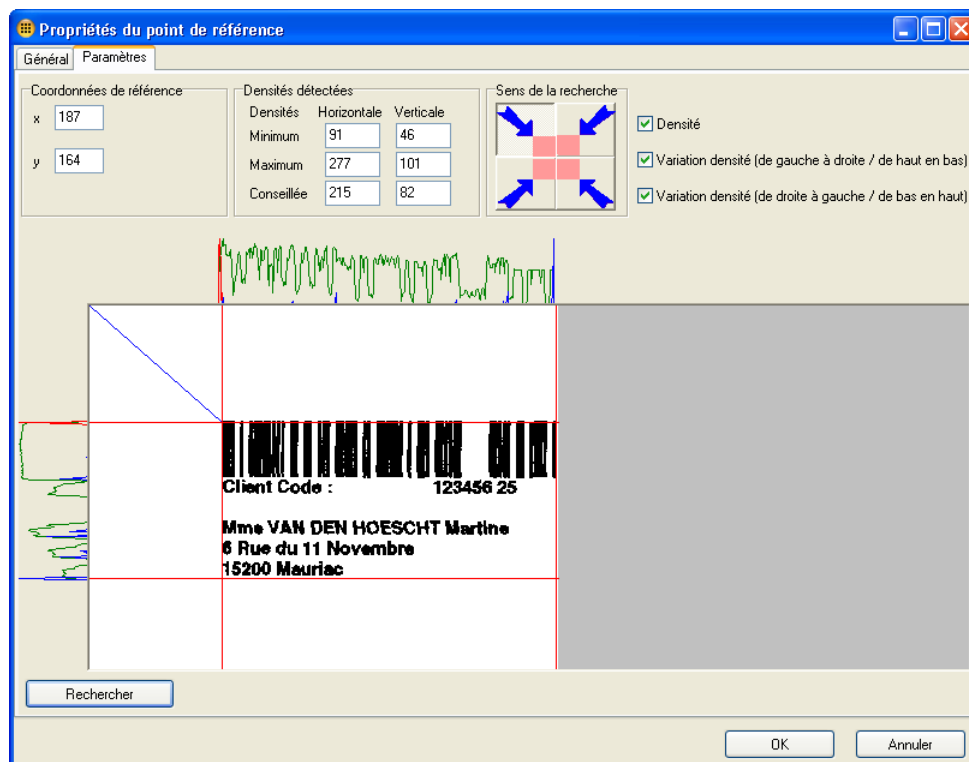 Propriétés du point de référence
Général Paramètres
Coordonnées de référence
x 187
y 164
Densités détectées
Densités Horizontale Verticale
Minimum 91 46
Maximum 277 101
Conseillée 215 82
Sens de la recherche
Densité
Variation densité (de gauche à droite / de haut en bas)
Variation densité (de droite à gauche / de bas en haut)
Client Code : 123456 25
Mme VAN DEN HOESCHT Martine
6 Rue du 11 Novembre
15200 Mauriac
Rechercher
OK Annuler